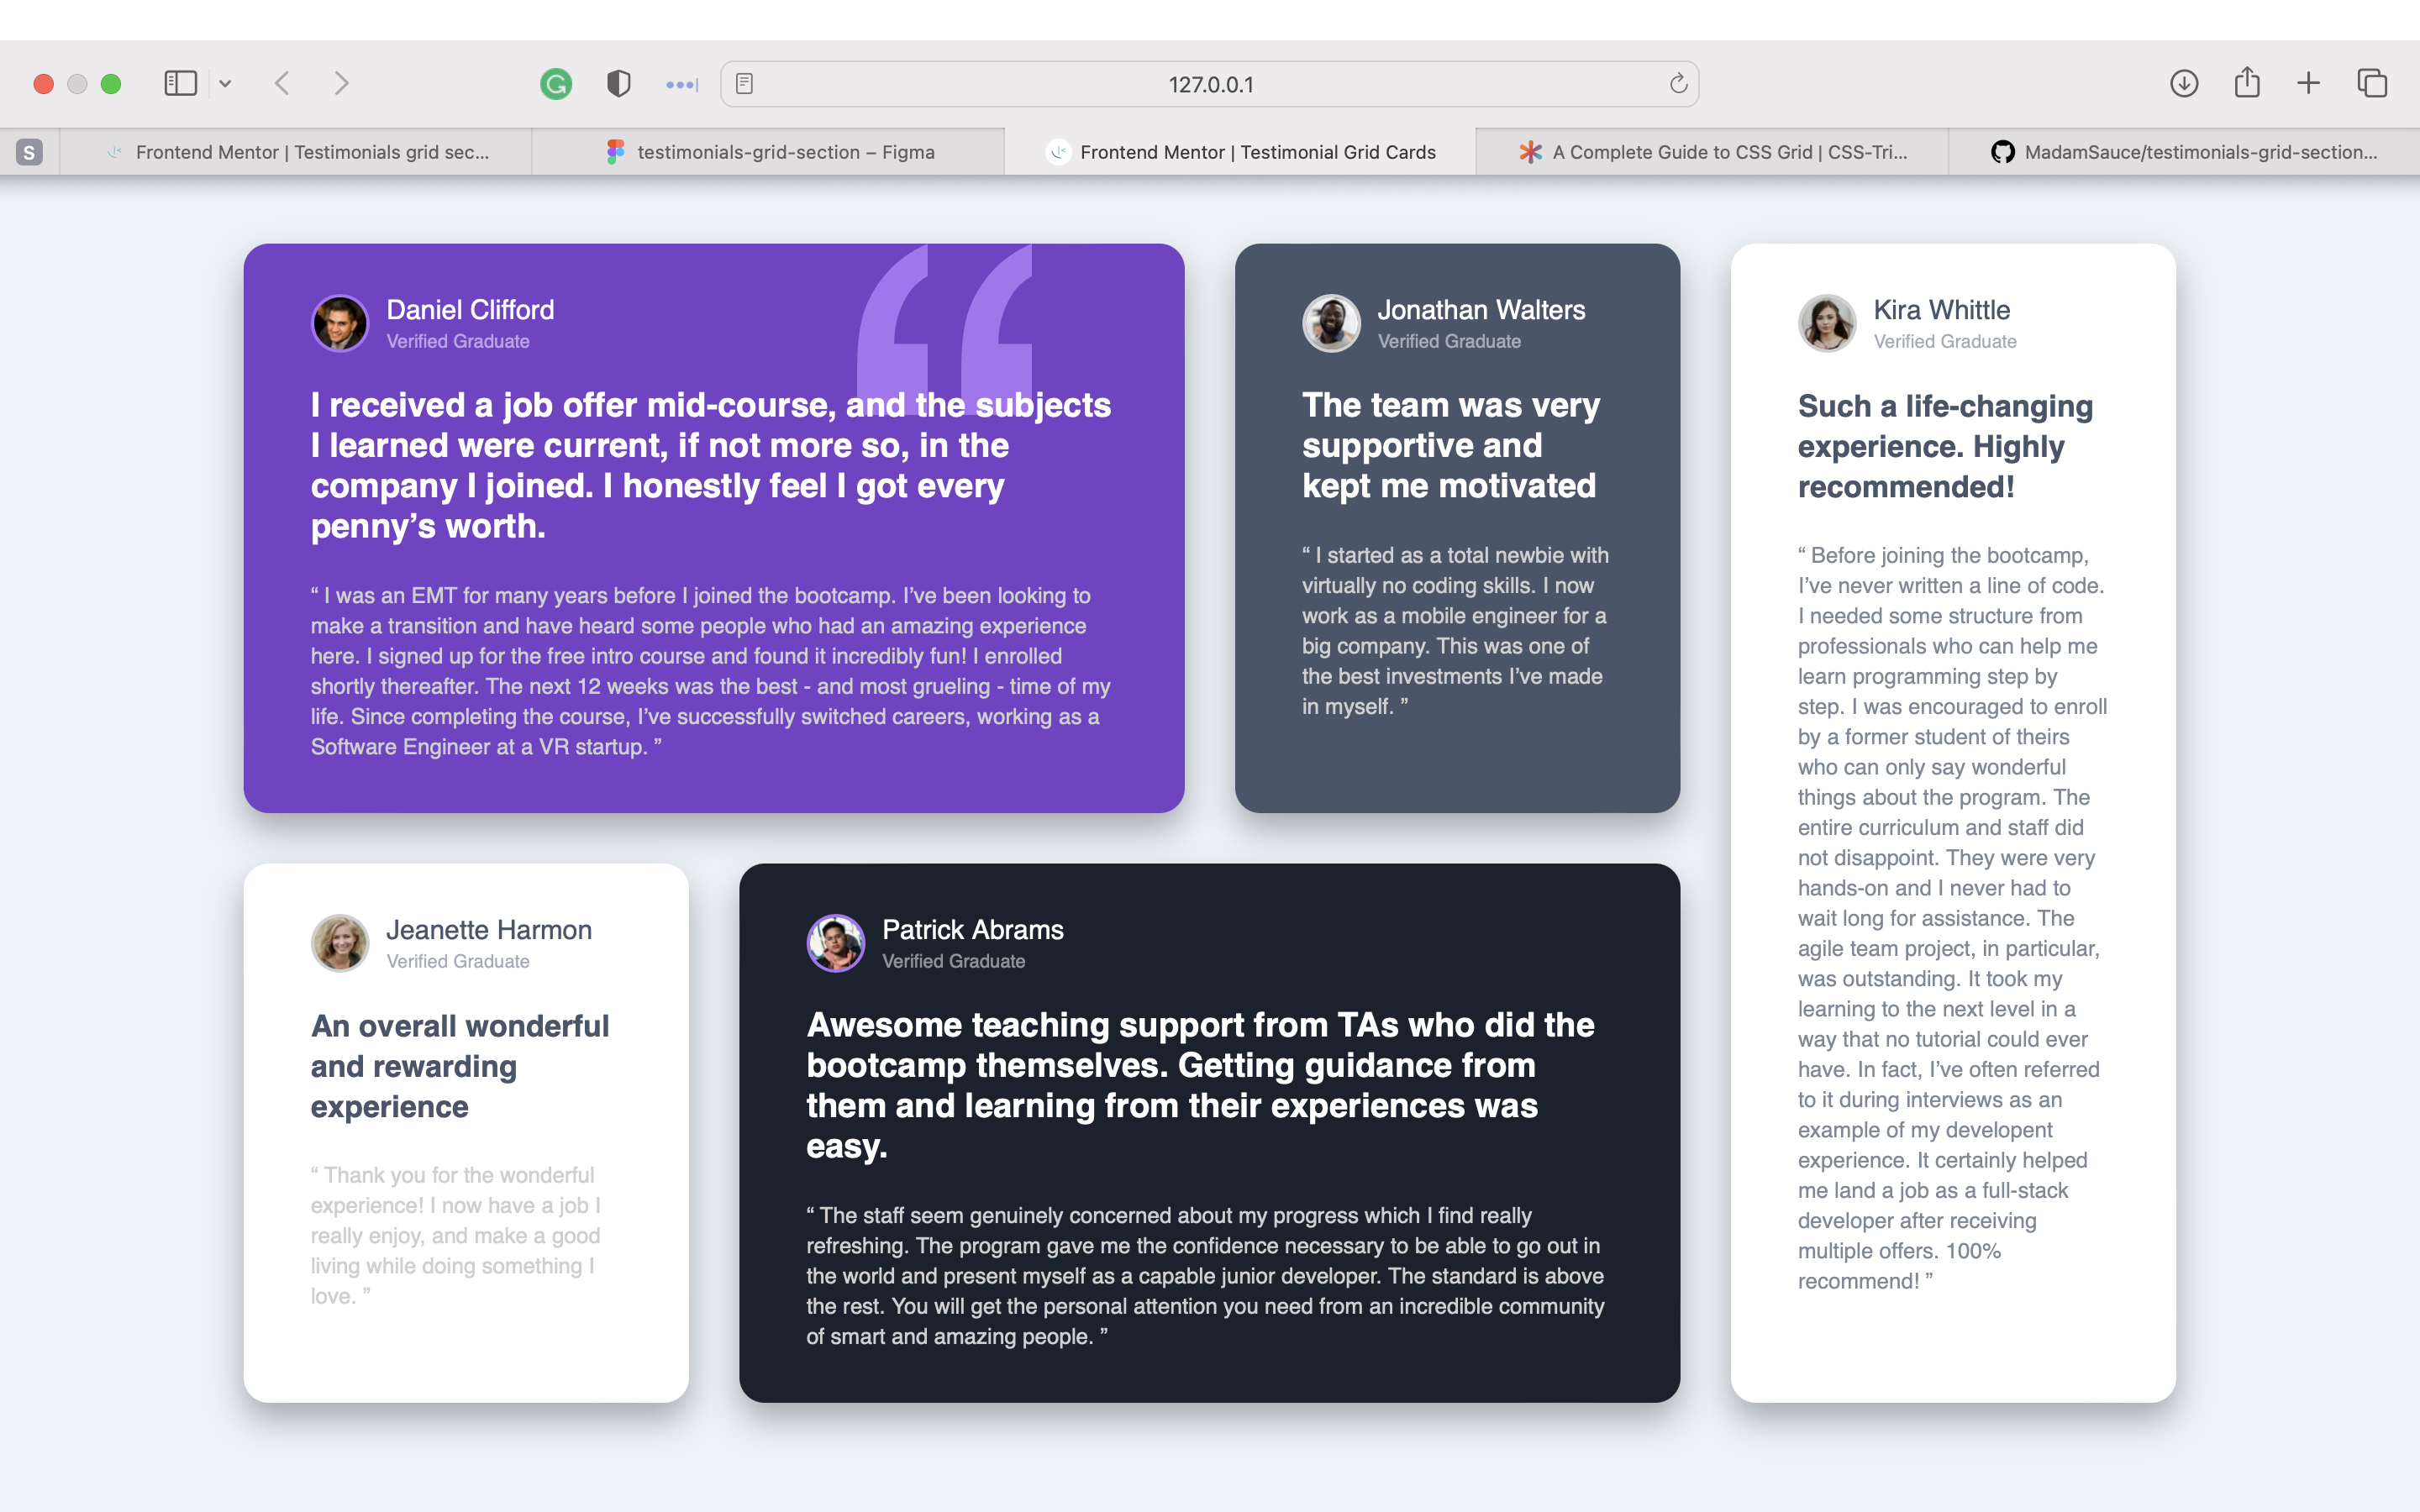 127.0.0.1
S
Frontend Mentor | Testimonials grid sec...
testimonials-grid-section – Figma
Frontend Mentor | Testimonial Grid Cards
A Complete Guide to CSS Grid | CSS-Tri...
MadamSauce/testimonials-grid-section...
Daniel Clifford
Verified Graduate
I received a job offer mid-course, and the subjects
I learned were current, if not more so, in the
company I joined. I honestly feel I got every
penny’s worth.
“ I was an EMT for many years before I joined the bootcamp. I’ve been looking to
make a transition and have heard some people who had an amazing experience
here. I signed up for the free intro course and found it incredibly fun! I enrolled
shortly thereafter. The next 12 weeks was the best - and most grueling - time of my
life. Since completing the course, I’ve successfully switched careers, working as a
Software Engineer at a VR startup. ”
Jonathan Walters
Verified Graduate
The team was very
supportive and
kept me motivated
“ I started as a total newbie with
virtually no coding skills. I now
work as a mobile engineer for a
big company. This was one of
the best investments I’ve made
in myself. ”
Kira Whittle
Verified Graduate
Such a life-changing
experience. Highly
recommended!
“ Before joining the bootcamp,
I’ve never written a line of code.
I needed some structure from
professionals who can help me
learn programming step by
step. I was encouraged to enroll
by a former student of theirs
who can only say wonderful
things about the program. The
entire curriculum and staff did
not disappoint. They were very
hands-on and I never had to
wait long for assistance. The
agile team project, in particular,
was outstanding. It took my
learning to the next level in a
way that no tutorial could ever
have. In fact, I’ve often referred
to it during interviews as an
example of my developent
experience. It certainly helped
me land a job as a full-stack
developer after receiving
multiple offers. 100%
recommend! ”
Jeanette Harmon
Verified Graduate
An overall wonderful
and rewarding
experience
“ Thank you for the wonderful
experience! I now have a job I
really enjoy, and make a good
living while doing something I
love. ”
Patrick Abrams
Verified Graduate
Awesome teaching support from TAs who did the
bootcamp themselves. Getting guidance from
them and learning from their experiences was
easy.
“ The staff seem genuinely concerned about my progress which I find really
refreshing. The program gave me the confidence necessary to be able to go out in
the world and present myself as a capable junior developer. The standard is above
the rest. You will get the personal attention you need from an incredible community
of smart and amazing people. ”